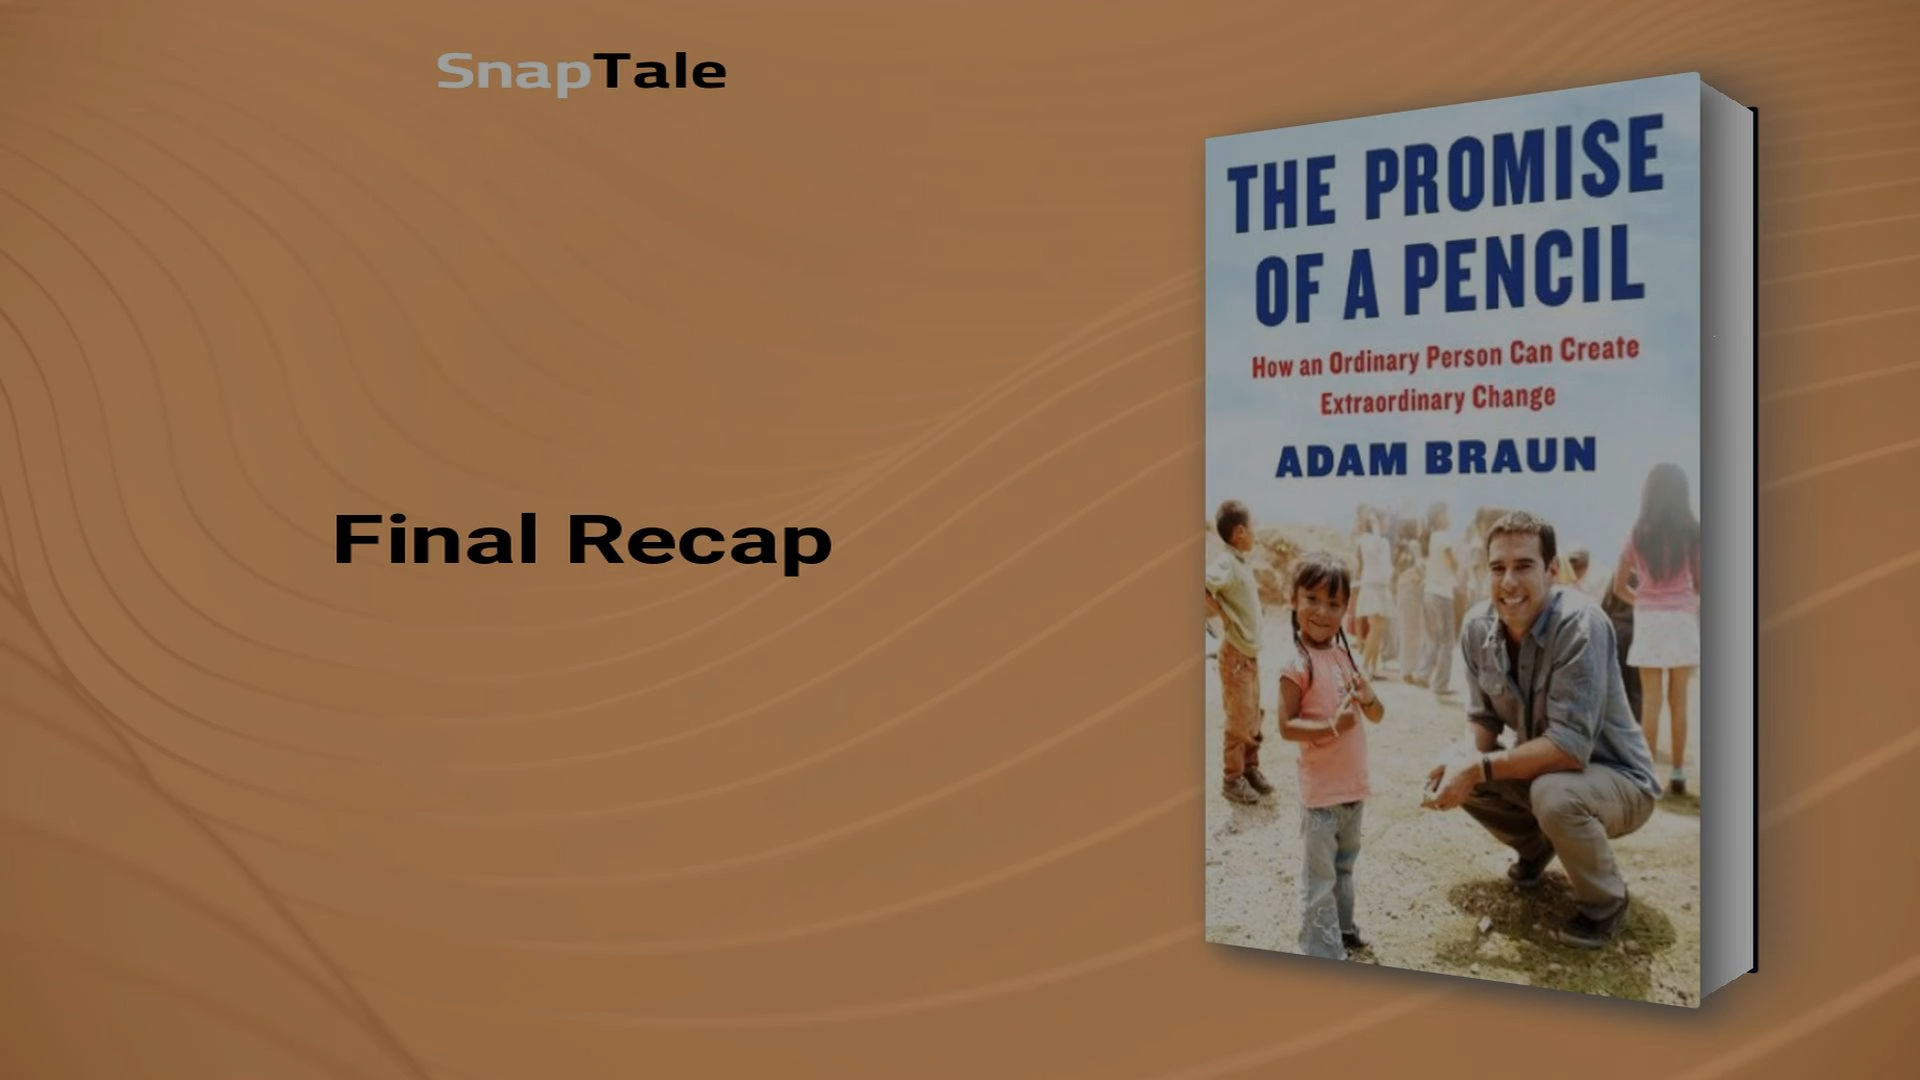 SnapTale
Final Recap
THE PROMISE
OF A PENCIL
How an Ordinary Person Can Create
Extraordinary Change
ADAM BRAUN